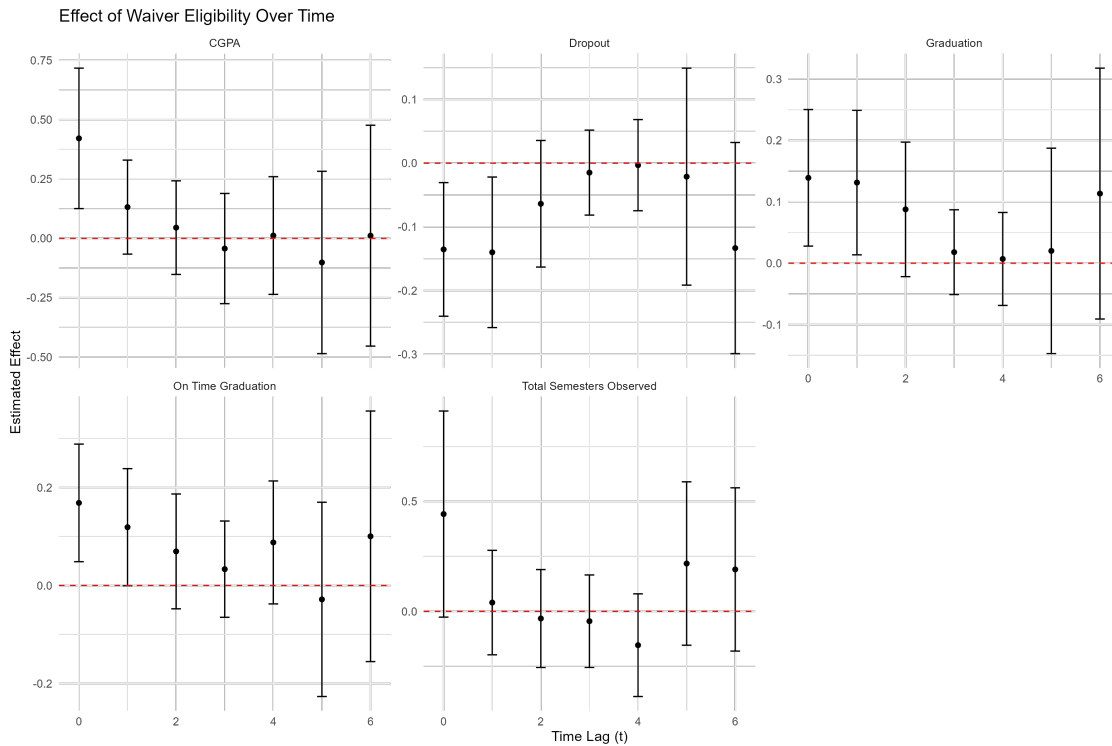 Effect of Waiver Eligibility Over Time
CGPA
Dropout
Graduation
0.75
0.50
0.25
0.00
-0.25
-0.50
0.1
0.0
-0.1
-0.2
-0.3
0.3
0.2
0.1
0.0
-0.1
0 2 4 6
Estimated Effect
On Time Graduation
Total Semesters Observed
0.2
0.0
-0.2
0.5
0.0
0 2 4 6
0 2 4 6
Time Lag (t)